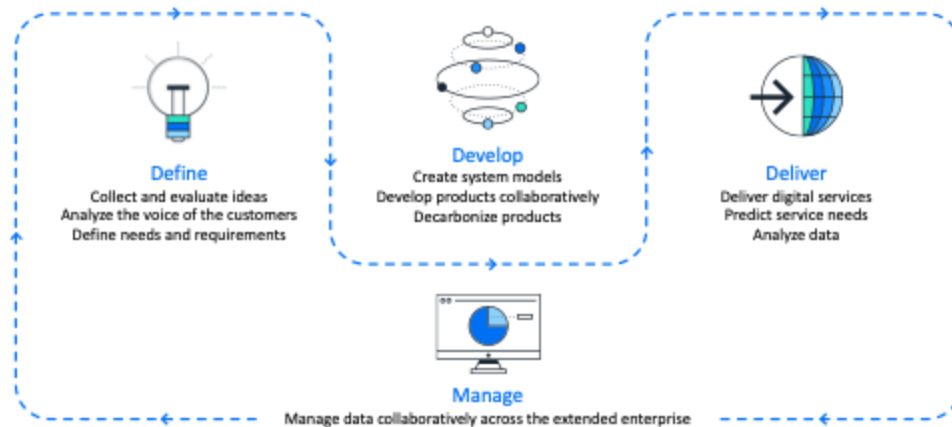 Define
Collect and evaluate ideas
Analyze the voice of the customers
Define needs and requirements
Develop
Create system models
Develop products collaboratively
Decarbonize products
Deliver
Deliver digital services
Predict service needs
Analyze data
Manage
Manage data collaboratively across the extended enterprise